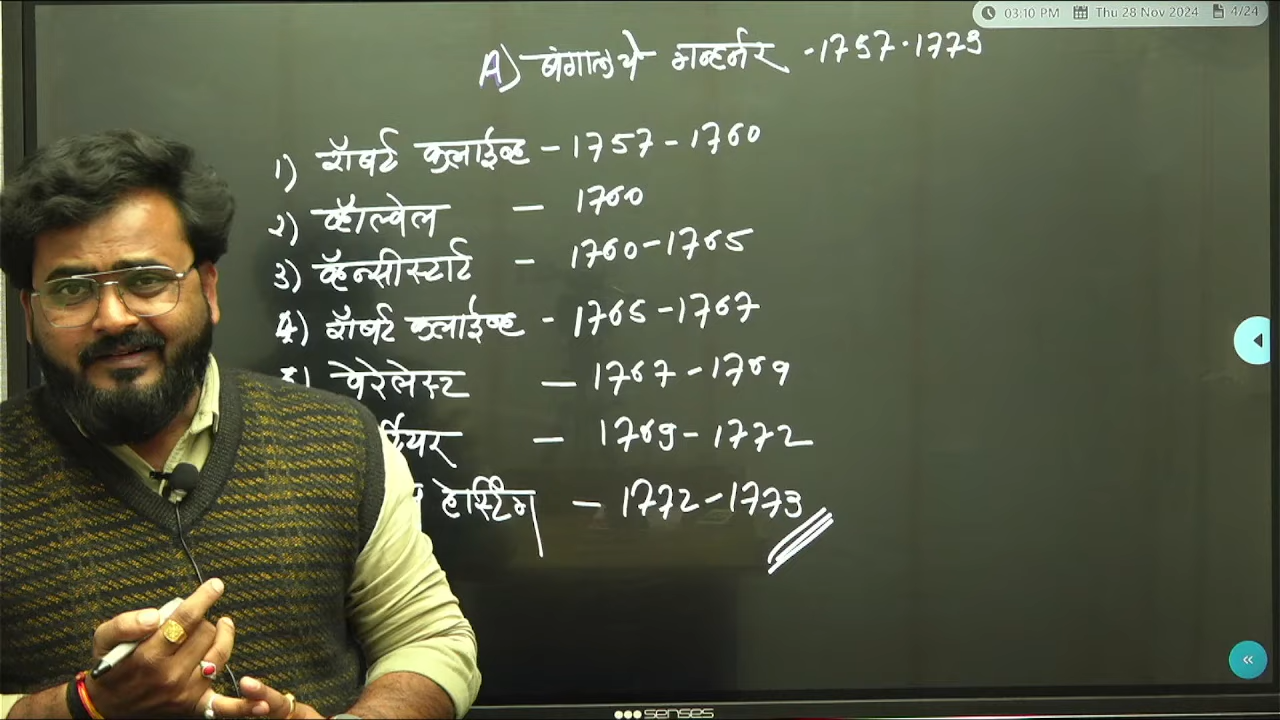 03:10 PM Thu 28 Nov 2024 4/24
A) बंगालचे गव्हर्नर - 1757-1773
1) रॉबर्ट क्लाईव्ह - 1757-1760
2) व्हॅाल्वेल - 1760
3) व्हॅन्सीस्टार्ट - 1760-1765
4) रॉबर्ट क्लाईव्ह - 1765-1767
5) वेरेलेस्ट - 1767-1769
र्टियर - 1769-1772
हेस्टिंग - 1772-1773
senses